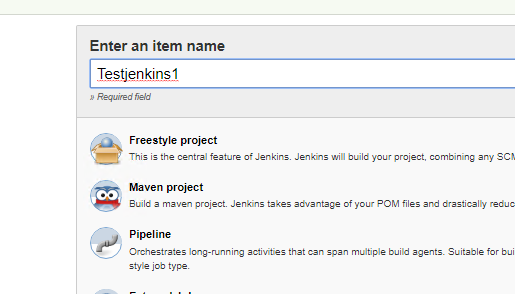 Enter an item name
Testjenkins1
» Required field
Freestyle project
This is the central feature of Jenkins. Jenkins will build your project, combining any SCM
Maven project
Build a maven project. Jenkins takes advantage of your POM files and drastically reduc
Pipeline
Orchestrates long-running activities that can span multiple build agents. Suitable for bui
style job type.